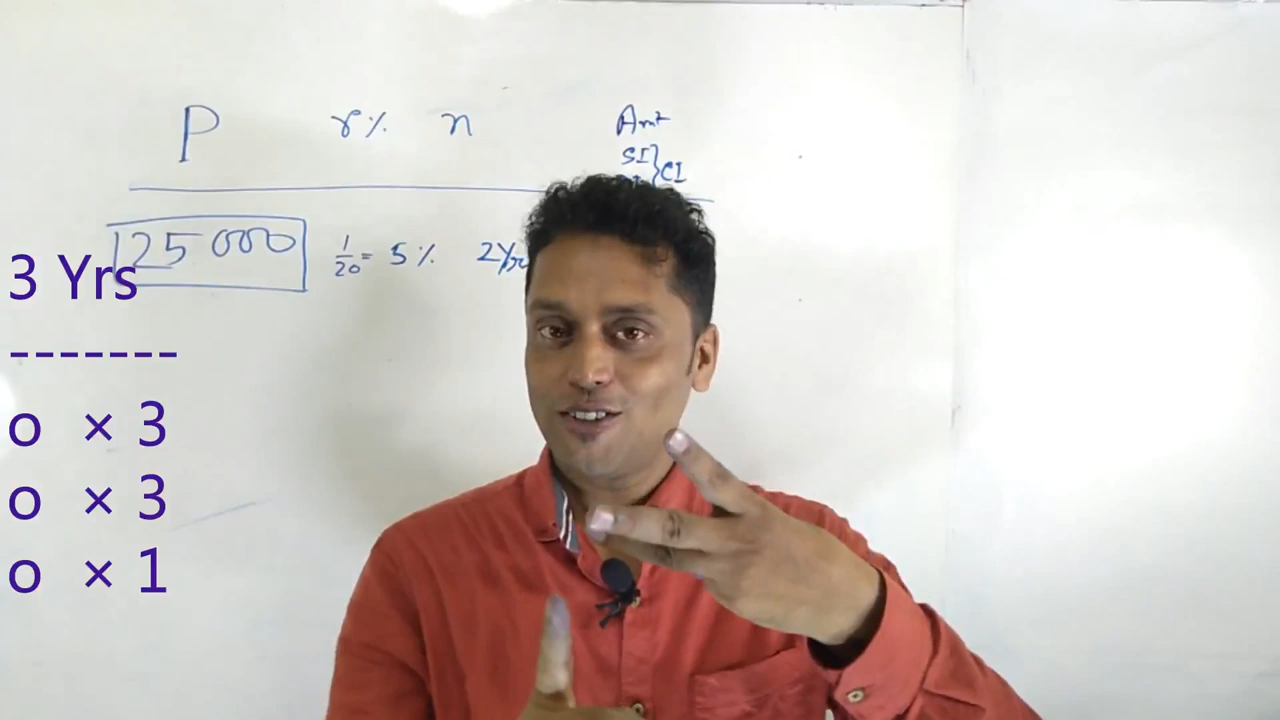 P r% n Amt
SI } CI
125000 1/20 = 5% 2Yrs
3 Yrs
-------
o × 3
o × 3
o × 1